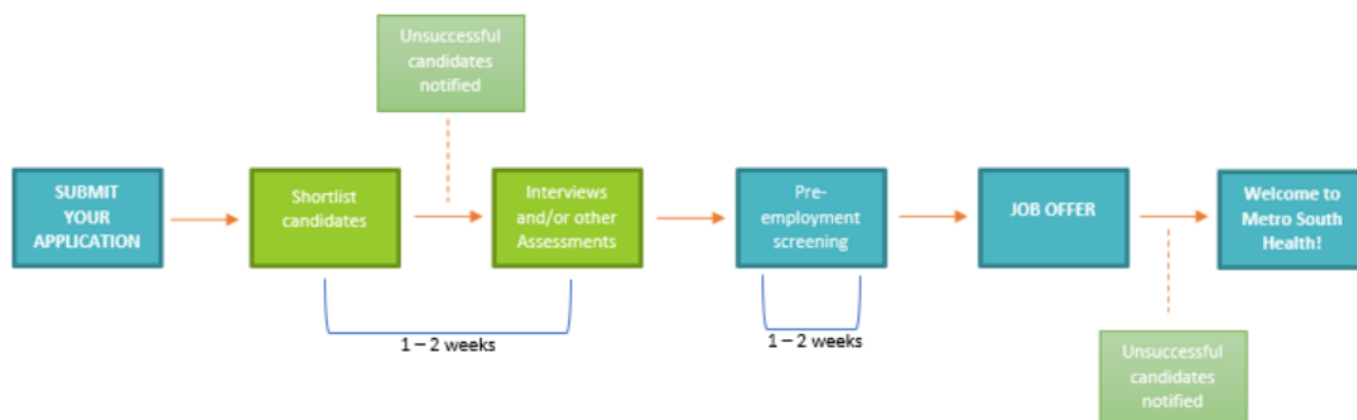 Unsuccessful
candidates
notified
SUBMIT
YOUR
APPLICATION
Shortlist
candidates
Interviews
and/or other
Assessments
Pre-
employment
screening
JOB OFFER
Welcome to
Metro South
Health!
1 – 2 weeks
1 – 2 weeks
Unsuccessful
candidates
notified